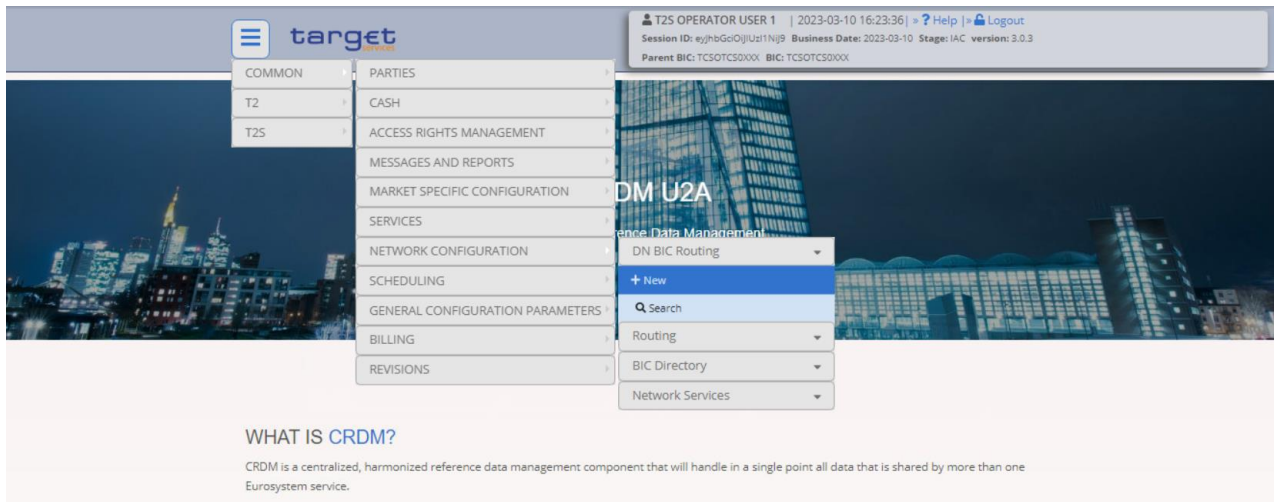 target
services
T2S OPERATOR USER 1 | 2023-03-10 16:23:36| » ? Help |» Logout
Session ID: eyJhbGciOiJIUzI1NiJ9 Business Date: 2023-03-10 Stage: IAC version: 3.0.3
Parent BIC: TCSOTCS0XXX BIC: TCSOTCS0XXX
COMMON
T2
T2S
PARTIES
CASH
ACCESS RIGHTS MANAGEMENT
MESSAGES AND REPORTS
MARKET SPECIFIC CONFIGURATION
SERVICES
NETWORK CONFIGURATION
SCHEDULING
GENERAL CONFIGURATION PARAMETERS
BILLING
REVISIONS
DM U2A
Data Management
DN BIC Routing
+ New
Search
Routing
BIC Directory
Network Services
WHAT IS CRDM?
CRDM is a centralized, harmonized reference data management component that will handle in a single point all data that is shared by more than one
Eurosystem service.